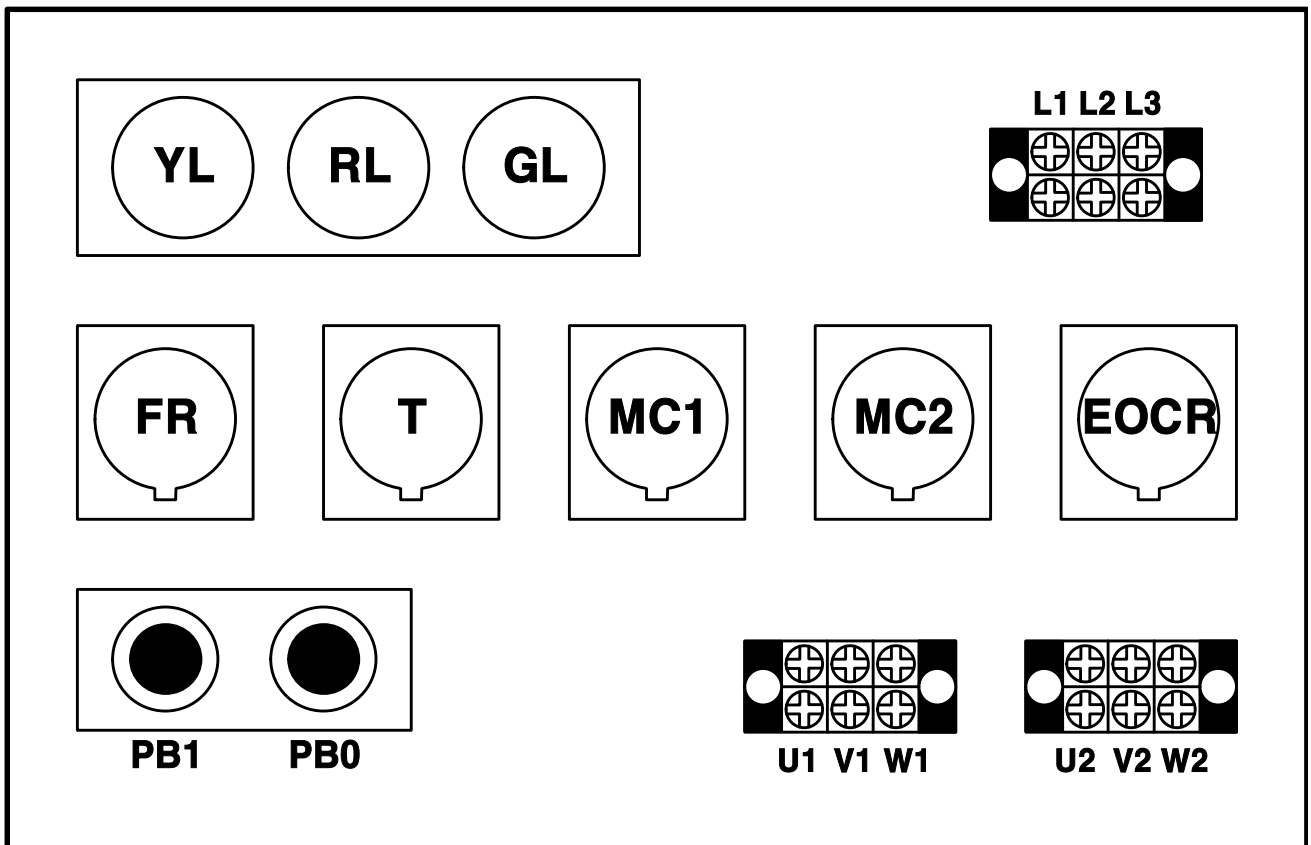 L1 L2 L3
YL RL GL
FR T MC1 MC2 EOCR
PB1 PB0
U1 V1 W1 U2 V2 W2